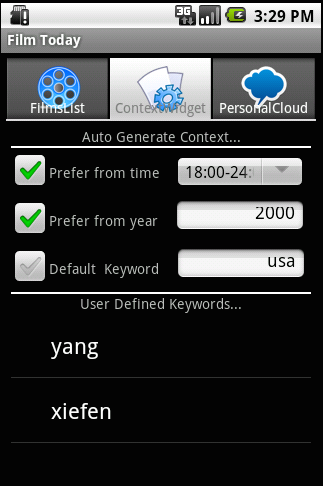 3G 3:29 PM
Film Today
FilmsList ContextWidget PersonalCloud
Auto Generate Context...
Prefer from time 18:00-24:
Prefer from year 2000
Default Keyword usa
User Defined Keywords...
yang
xiefen